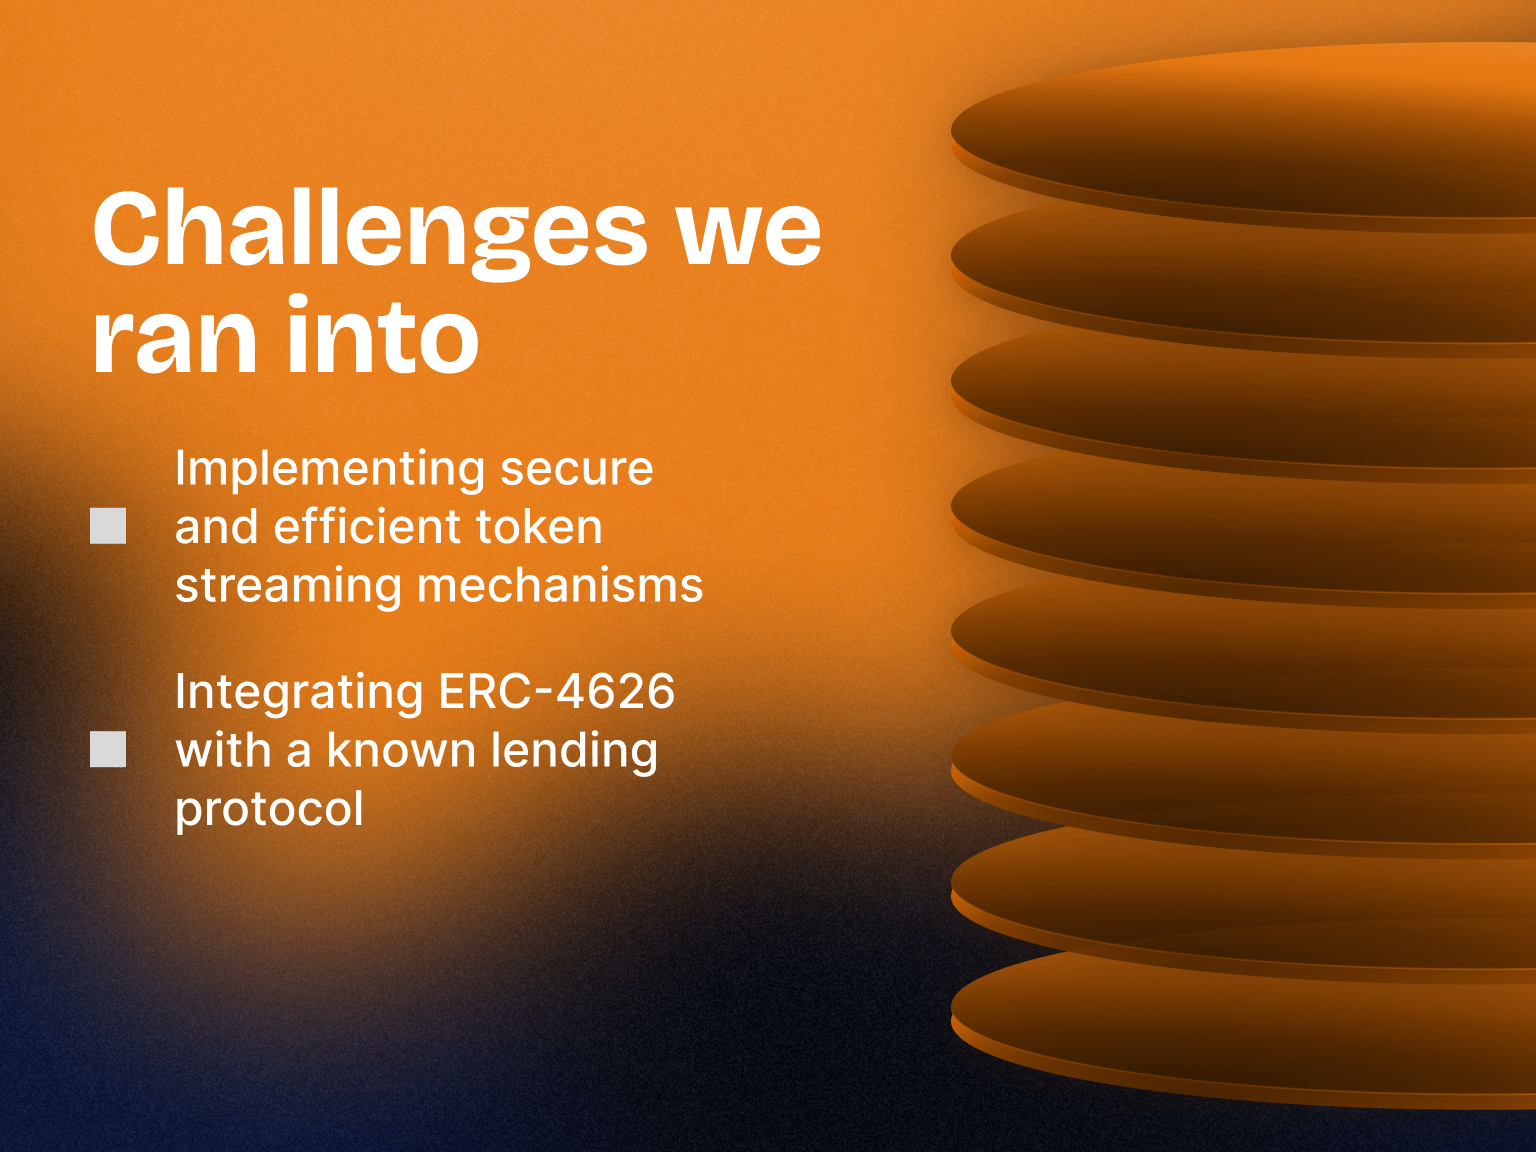 Challenges we
ran into
Implementing secure
and efficient token
streaming mechanisms
Integrating ERC-4626
with a known lending
protocol